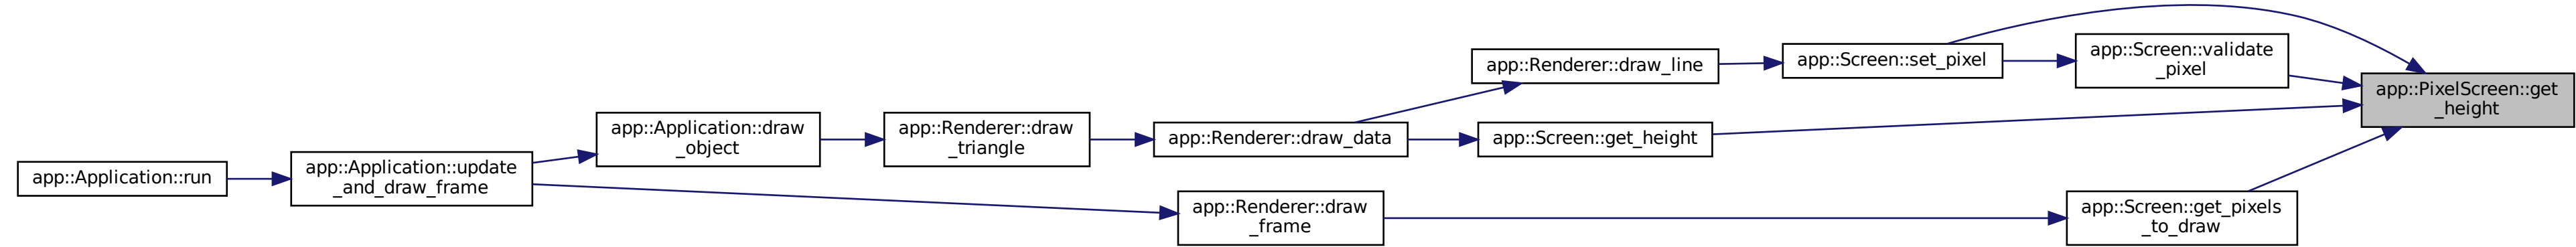 app::Application::run
app::Application::update
_and_draw_frame
app::Application::draw
_object
app::Renderer::draw
_triangle
app::Renderer::draw_data
app::Renderer::draw_line
app::Screen::set_pixel
app::Screen::validate
_pixel
app::PixelScreen::get
_height
app::Screen::get_height
app::Renderer::draw
_frame
app::Screen::get_pixels
_to_draw